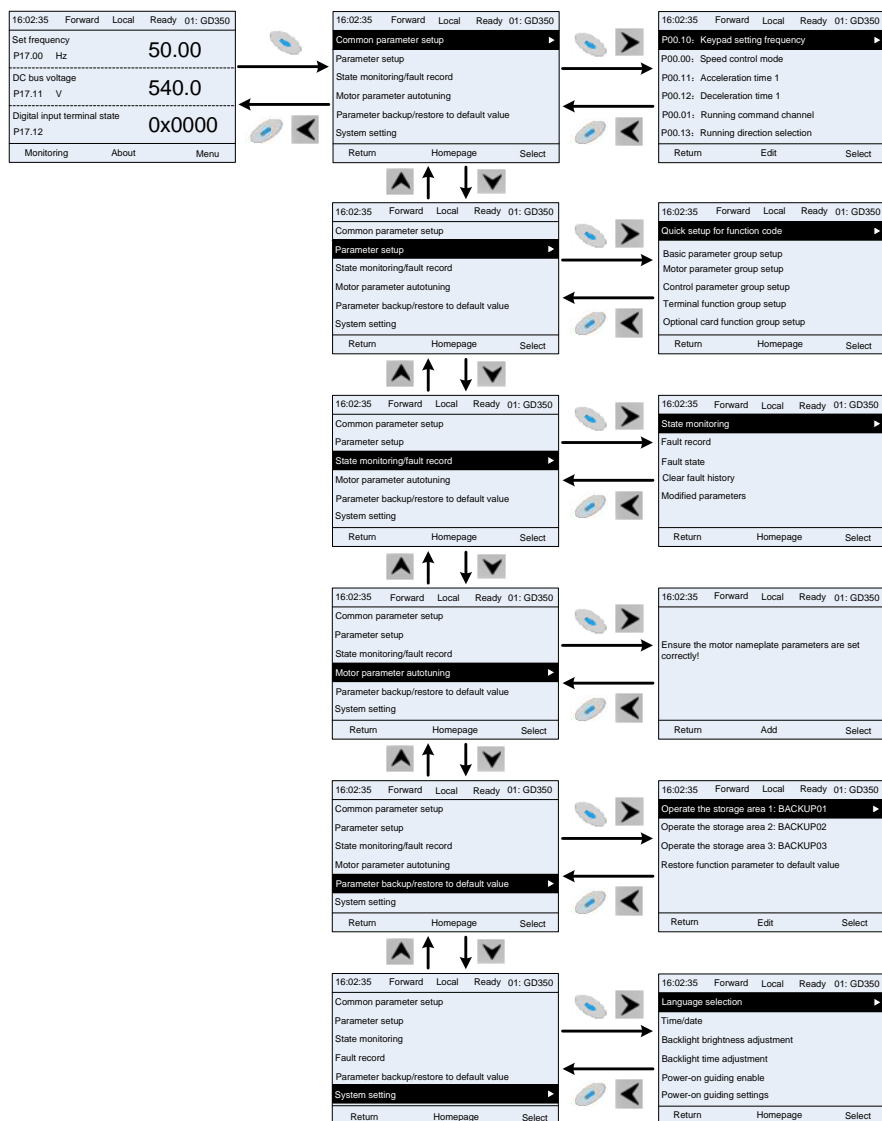 16:02:35 Forward Local Ready 01: GD350
Set frequency
P17.00 Hz 50.00
DC bus voltage
P17.11 V 540.0
Digital input terminal state
P17.12 0x0000
Monitoring About Menu
16:02:35 Forward Local Ready 01: GD350
Common parameter setup
Parameter setup
State monitoring/fault record
Motor parameter autotuning
Parameter backup/restore to default value
System setting
Return Homepage Select
16:02:35 Forward Local Ready 01: GD350
P00.10: Keypad setting frequency
P00.00: Speed control mode
P00.11: Acceleration time 1
P00.12: Deceleration time 1
P00.01: Running command channel
P00.13: Running direction selection
Return Edit Select
16:02:35 Forward Local Ready 01: GD350
Common parameter setup
Parameter setup
State monitoring/fault record
Motor parameter autotuning
Parameter backup/restore to default value
System setting
Return Homepage Select
16:02:35 Forward Local Ready 01: GD350
Quick setup for function code
Basic parameter group setup
Motor parameter group setup
Control parameter group setup
Terminal function group setup
Optional card function group setup
Return Homepage Select
16:02:35 Forward Local Ready 01: GD350
Common parameter setup
Parameter setup
State monitoring/fault record
Motor parameter autotuning
Parameter backup/restore to default value
System setting
Return Homepage Select
16:02:35 Forward Local Ready 01: GD350
State monitoring
Fault record
Fault state
Clear fault history
Modified parameters
Return Homepage Select
16:02:35 Forward Local Ready 01: GD350
Common parameter setup
Parameter setup
State monitoring/fault record
Motor parameter autotuning
Parameter backup/restore to default value
System setting
Return Homepage Select
16:02:35 Forward Local Ready 01: GD350
Ensure the motor nameplate parameters are set
correctly!
Return Add Select
16:02:35 Forward Local Ready 01: GD350
Common parameter setup
Parameter setup
State monitoring/fault record
Motor parameter autotuning
Parameter backup/restore to default value
System setting
Return Homepage Select
16:02:35 Forward Local Ready 01: GD350
Operate the storage area 1: BACKUP01
Operate the storage area 2: BACKUP02
Operate the storage area 3: BACKUP03
Restore function parameter to default value
Return Edit Select
16:02:35 Forward Local Ready 01: GD350
Common parameter setup
Parameter setup
State monitoring
Fault record
Parameter backup/restore to default value
System setting
Return Homepage Select
16:02:35 Forward Local Ready 01: GD350
Language selection
Time/date
Backlight brightness adjustment
Backlight time adjustment
Power-on guiding enable
Power-on guiding settings
Return Homepage Select